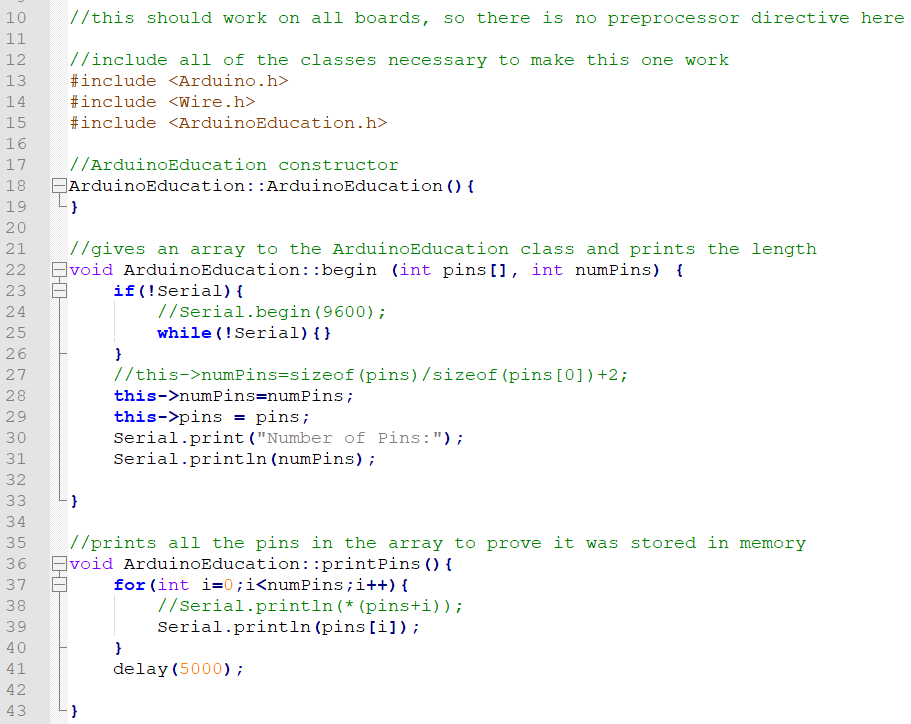 10 //this should work on all boards, so there is no preprocessor directive here
11
12 //include all of the classes necessary to make this one work
13 #include <Arduino.h>
14 #include <Wire.h>
15 #include <ArduinoEducation.h>
16
17 //ArduinoEducation constructor
18 ArduinoEducation::ArduinoEducation(){
19 }
20
21 //gives an array to the ArduinoEducation class and prints the length
22 void ArduinoEducation::begin (int pins[], int numPins) {
23     if(!Serial){
24         //Serial.begin(9600);
25         while(!Serial){}
26     }
27     //this->numPins=sizeof(pins)/sizeof(pins[0])+2;
28     this->numPins=numPins;
29     this->pins = pins;
30     Serial.print("Number of Pins:");
31     Serial.println(numPins);
32
33 }
34
35 //prints all the pins in the array to prove it was stored in memory
36 void ArduinoEducation::printPins(){
37     for(int i=0;i<numPins;i++){
38         //Serial.println(*(pins+i));
39         Serial.println(pins[i]);
40     }
41     delay(5000);
42
43 }